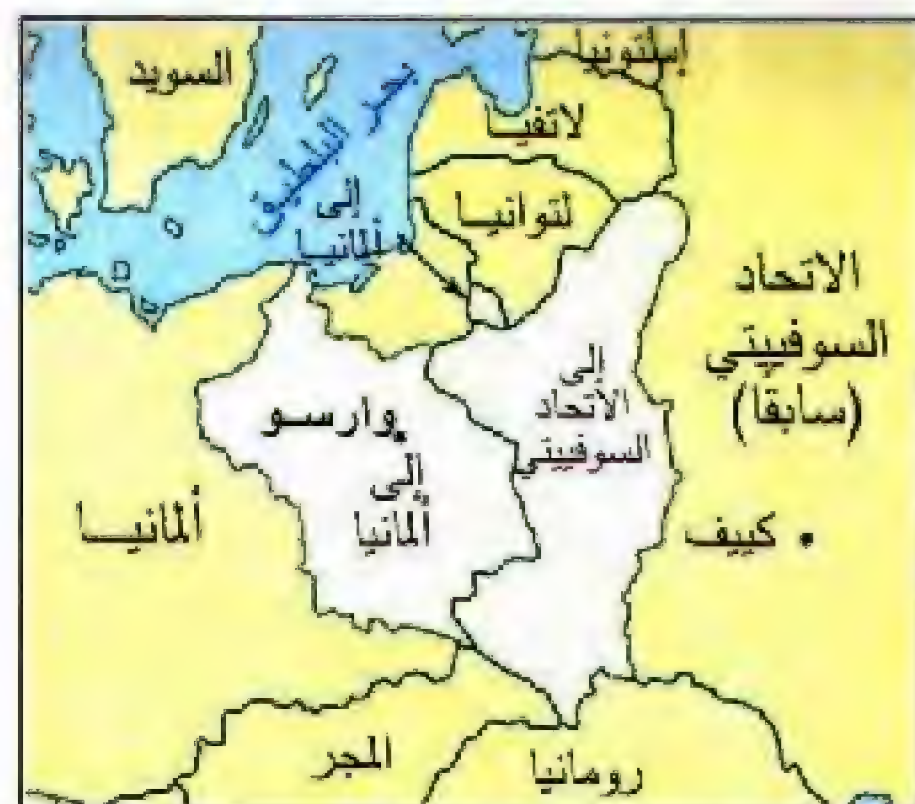 إستونيا
السويد
بحر البلطيق
لاتفيا
لتوانيا
إلى
ألمانيا
الاتحاد
السوفييتي
(سابقا)
إلى
الاتحاد
السوفييتي
وارسو
إلى
ألمانيا
ألمانيا
كييف
المجر
رومانيا